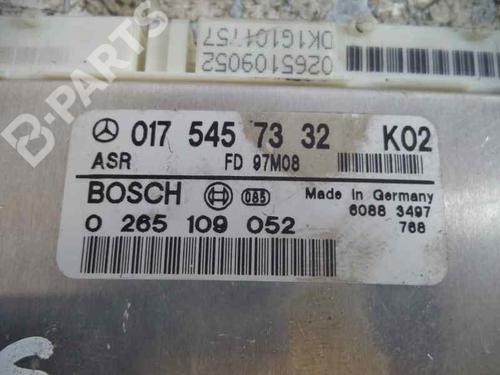 0265109052
DK1G101757
B-PARTS
017 545 73 32 K02
ASR FD 97M08
BOSCH 085 Made in Germany
6088 3497
0 265 109 052 768